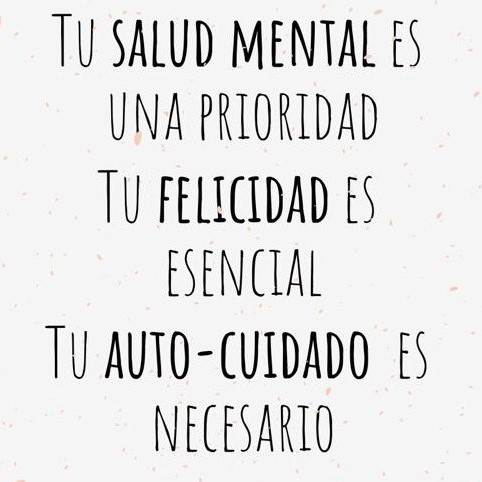 Tu SALUD MENTAL ES
UNA PRIORIDAD
Tu FELICIDAD ES
ESENCIAL
Tu AUTO-CUIDADO ES
NECESARIO